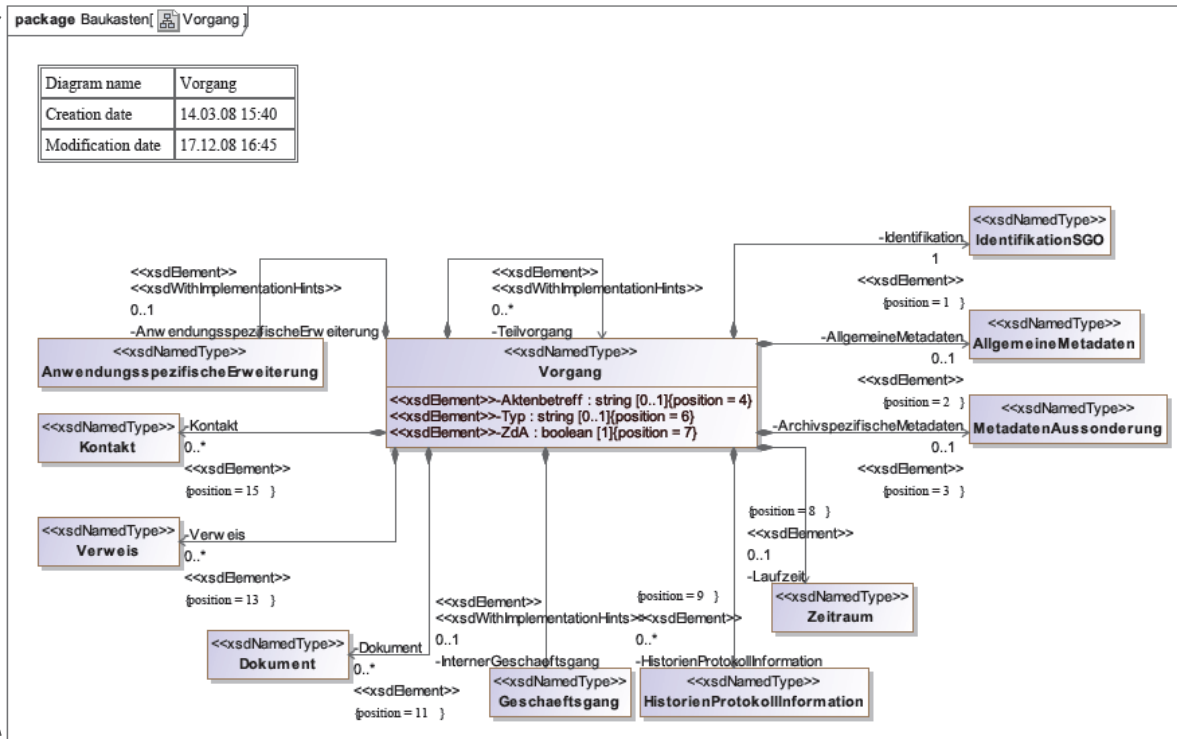 package Baukasten[ Vorgang ]
Diagram name Vorgang
Creation date 14.03.08 15:40
Modification date 17.12.08 16:45
<<xsdNamedType>>
IdentifikationSGO
-Identifikation
1
<<xsdElement>>
{position = 1 }
<<xsdElement>>
<<xsdWithImplementationHints>>
0..1
-AnwendungsspezifischeErweiterung
<<xsdElement>>
<<xsdWithImplementationHints>>
0..*
-Teilvorgang
<<xsdNamedType>>
AnwendungsspezifischeErweiterung
<<xsdNamedType>>
Vorgang
<<xsdElement>>-Aktenbetreff : string [0..1]{position = 4}
<<xsdElement>>-Typ : string [0..1]{position = 6}
<<xsdElement>>-ZdA : boolean [1]{position = 7}
-AllgemeineMetadaten
0..1
<<xsdElement>>
{position = 2 }
<<xsdNamedType>>
AllgemeineMetadaten
-ArchivspezifischeMetadaten
0..1
<<xsdElement>>
{position = 3 }
<<xsdNamedType>>
MetadatenAussonderung
<<xsdNamedType>>
Kontakt
-Kontakt
0..*
<<xsdElement>>
{position = 15 }
<<xsdNamedType>>
Verweis
-Verweis
0..*
<<xsdElement>>
{position = 13 }
{position = 8 }
<<xsdElement>>
0..1
-Laufzeit
<<xsdNamedType>>
Zeitraum
<<xsdNamedType>>
Dokument
-Dokument
0..*
<<xsdElement>>
{position = 11 }
<<xsdElement>>
<<xsdWithImplementationHints>>
0..1
-InternerGeschaeftsgang
<<xsdNamedType>>
Geschaeftsgang
{position = 9 }
<<xsdElement>>
0..*
-HistorienProtokollInformation
<<xsdNamedType>>
HistorienProtokollInformation